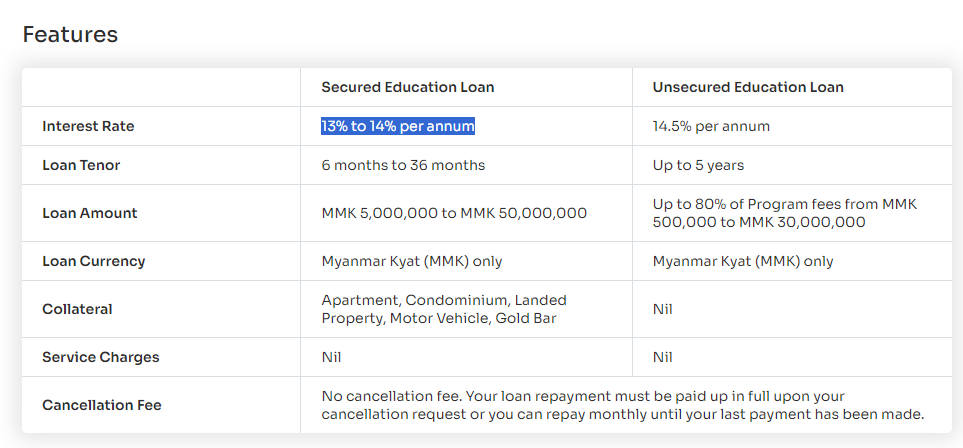 Features
Secured Education Loan
Unsecured Education Loan
Interest Rate
13% to 14% per annum
14.5% per annum
Loan Tenor
6 months to 36 months
Up to 5 years
Loan Amount
MMK 5,000,000 to MMK 50,000,000
Up to 80% of Program fees from MMK
500,000 to MMK 30,000,000
Loan Currency
Myanmar Kyat (MMK) only
Myanmar Kyat (MMK) only
Collateral
Apartment, Condominium, Landed
Property, Motor Vehicle, Gold Bar
Nil
Service Charges
Nil
Nil
Cancellation Fee
No cancellation fee. Your loan repayment must be paid up in full upon your
cancellation request or you can repay monthly until your last payment has been made.